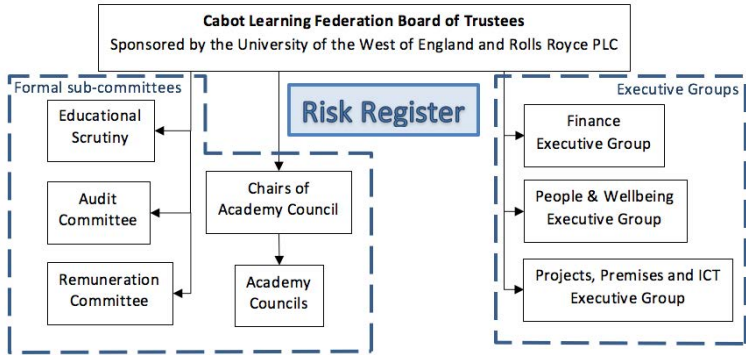 Cabot Learning Federation Board of Trustees
Sponsored by the University of the West of England and Rolls Royce PLC
Formal sub-committees
Educational
Scrutiny
Audit
Committee
Remuneration
Committee
Chairs of
Academy Council
Academy
Councils
Risk Register
Executive Groups
Finance
Executive Group
People & Wellbeing
Executive Group
Projects, Premises and ICT
Executive Group